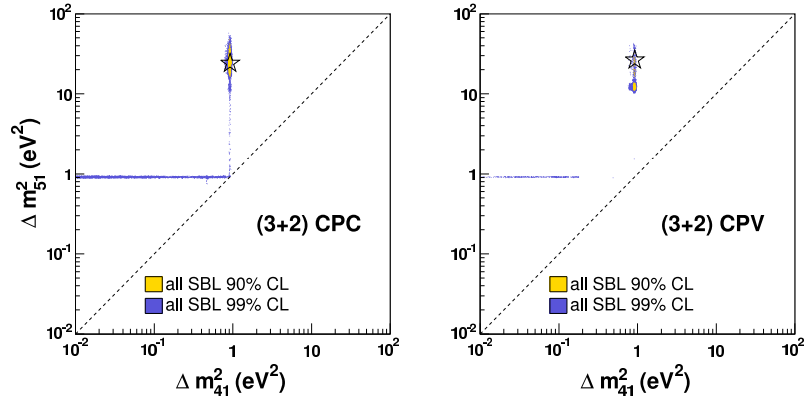 10²
10
1
10⁻¹
10⁻²
Δ m²₅₁ (eV²)
(3+2) CPC
all SBL 90% CL
all SBL 99% CL
10⁻² 10⁻¹ 1 10 10²
Δ m²₄₁ (eV²)
10²
10
1
10⁻¹
10⁻²
(3+2) CPV
all SBL 90% CL
all SBL 99% CL
10⁻² 10⁻¹ 1 10 10²
Δ m²₄₁ (eV²)